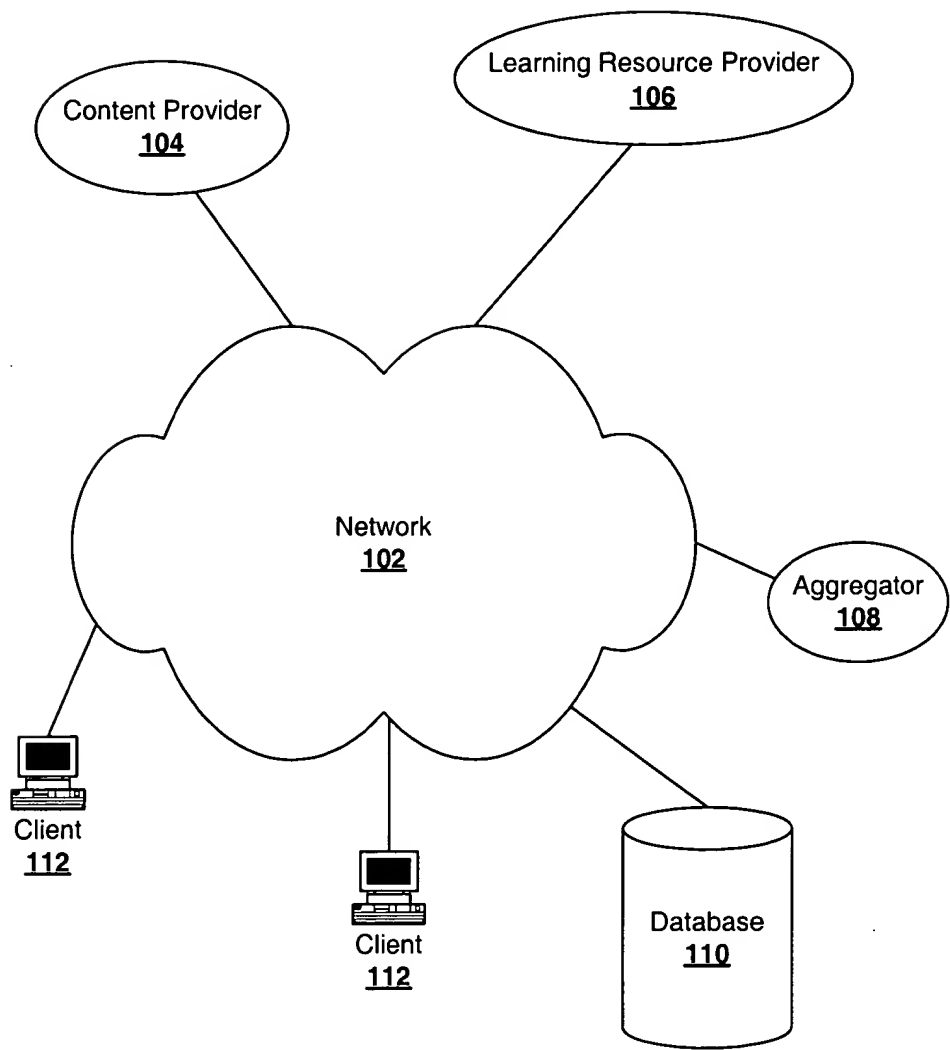 Learning Resource Provider
106
Content Provider
104
Network
102
Aggregator
108
Client
112
Client
112
Database
110